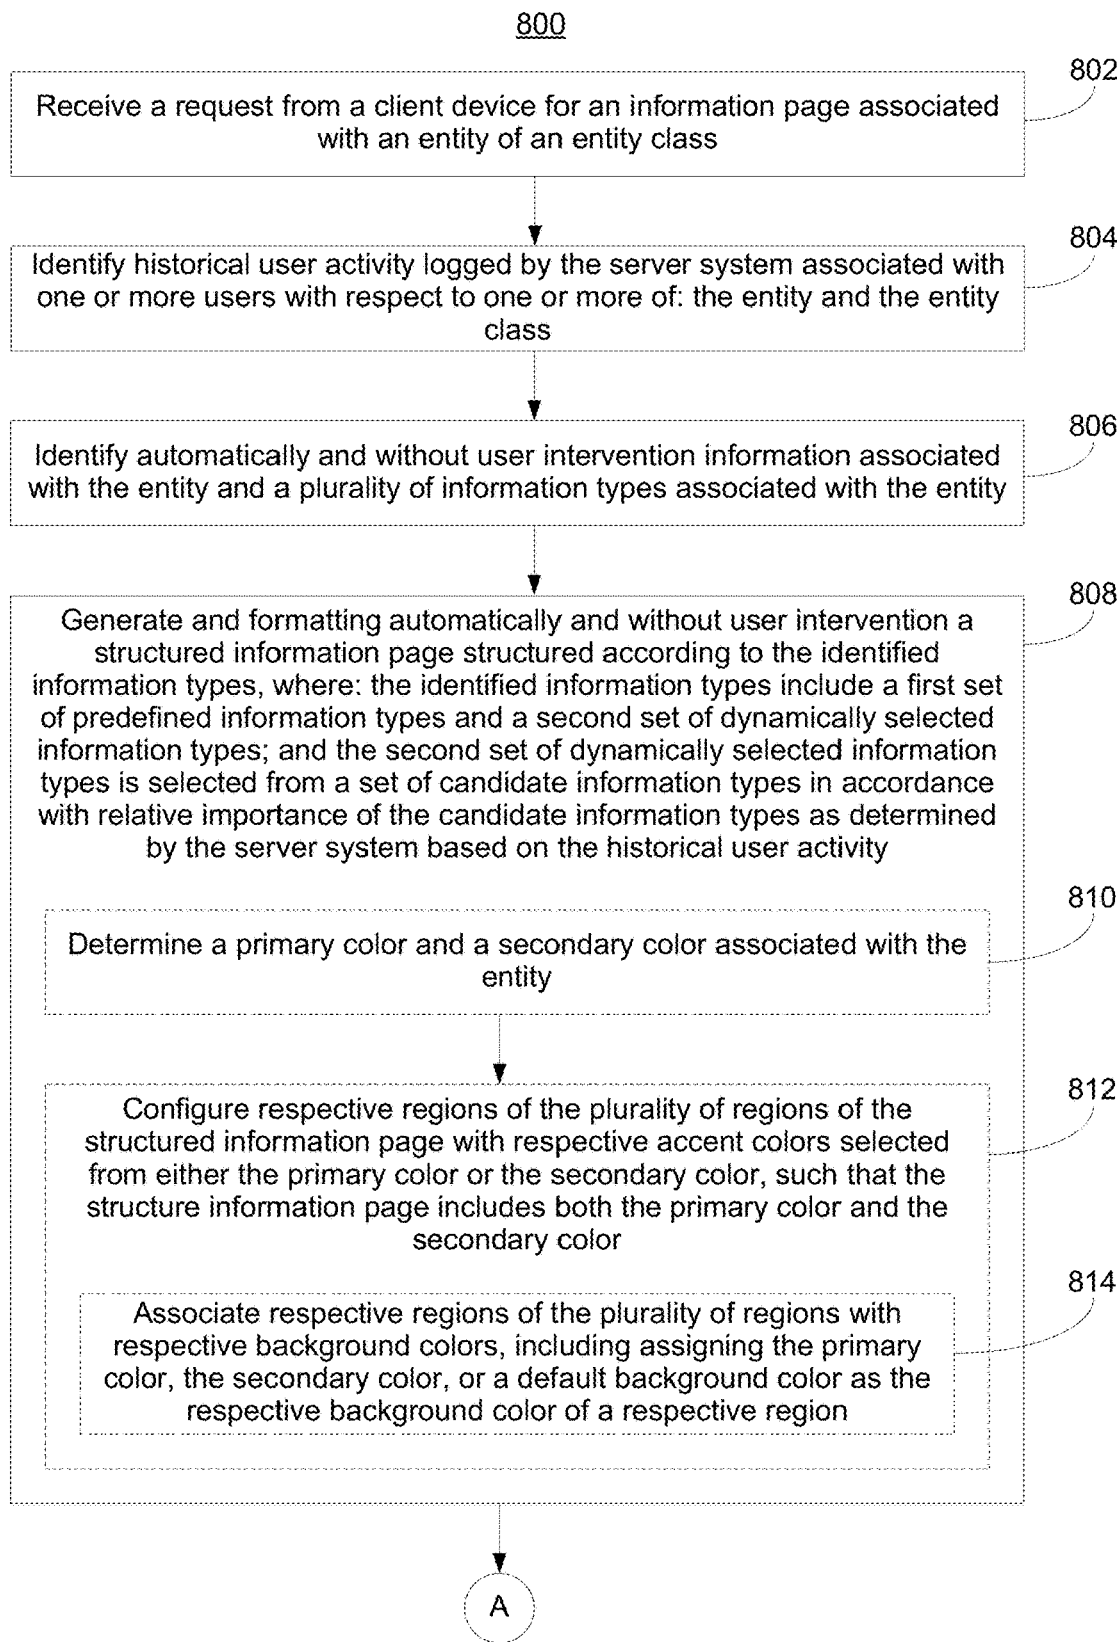 800
802
Receive a request from a client device for an information page associated
with an entity of an entity class
804
Identify historical user activity logged by the server system associated with
one or more users with respect to one or more of: the entity and the entity
class
806
Identify automatically and without user intervention information associated
with the entity and a plurality of information types associated with the entity
808
Generate and formatting automatically and without user intervention a
structured information page structured according to the identified
information types, where: the identified information types include a first set
of predefined information types and a second set of dynamically selected
information types; and the second set of dynamically selected information
types is selected from a set of candidate information types in accordance
with relative importance of the candidate information types as determined
by the server system based on the historical user activity
810
Determine a primary color and a secondary color associated with the
entity
812
Configure respective regions of the plurality of regions of the
structured information page with respective accent colors selected
from either the primary color or the secondary color, such that the
structure information page includes both the primary color and the
secondary color
814
Associate respective regions of the plurality of regions with
respective background colors, including assigning the primary
color, the secondary color, or a default background color as the
respective background color of a respective region
A